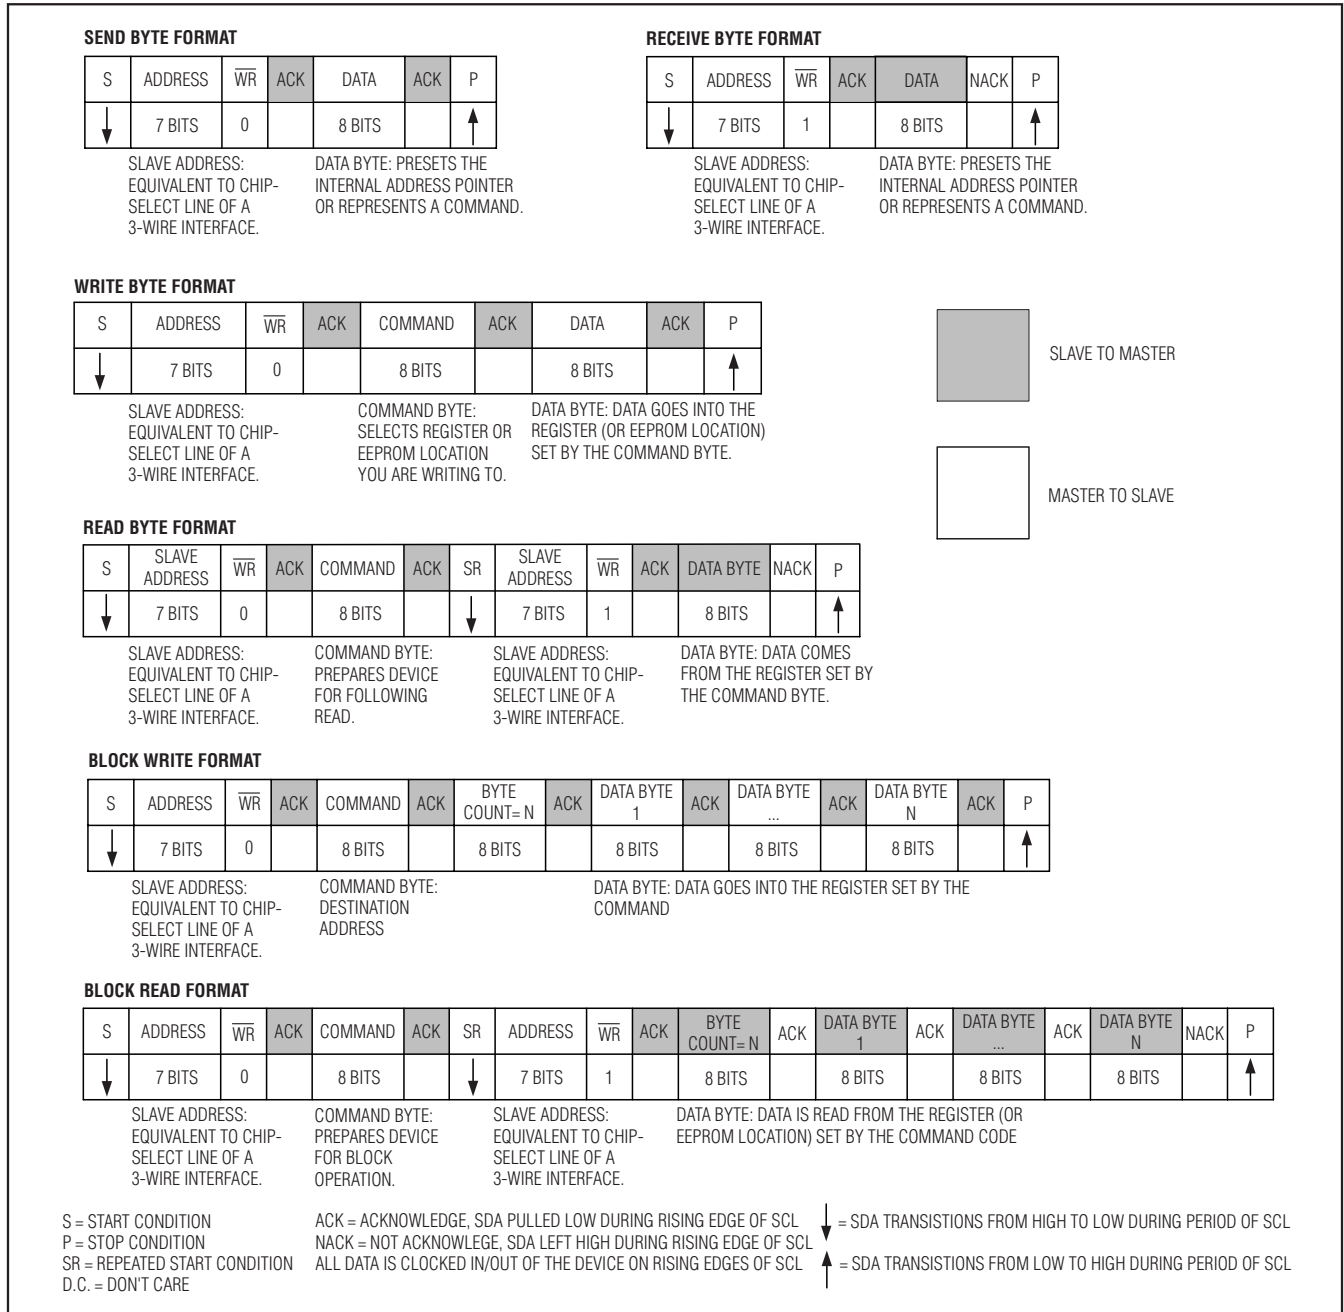 SEND BYTE FORMAT
S ADDRESS WR ACK DATA ACK P
7 BITS 0 8 BITS
SLAVE ADDRESS:
EQUIVALENT TO CHIP-
SELECT LINE OF A
3-WIRE INTERFACE.
DATA BYTE: PRESETS THE
INTERNAL ADDRESS POINTER
OR REPRESENTS A COMMAND.
RECEIVE BYTE FORMAT
S ADDRESS WR ACK DATA NACK P
7 BITS 1 8 BITS
SLAVE ADDRESS:
EQUIVALENT TO CHIP-
SELECT LINE OF A
3-WIRE INTERFACE.
DATA BYTE: PRESETS THE
INTERNAL ADDRESS POINTER
OR REPRESENTS A COMMAND.
WRITE BYTE FORMAT
S ADDRESS WR ACK COMMAND ACK DATA ACK P
7 BITS 0 8 BITS 8 BITS
SLAVE ADDRESS:
EQUIVALENT TO CHIP-
SELECT LINE OF A
3-WIRE INTERFACE.
COMMAND BYTE:
SELECTS REGISTER OR
EEPROM LOCATION
YOU ARE WRITING TO.
DATA BYTE: DATA GOES INTO THE
REGISTER (OR EEPROM LOCATION)
SET BY THE COMMAND BYTE.
SLAVE TO MASTER
MASTER TO SLAVE
READ BYTE FORMAT
S SLAVE ADDRESS WR ACK COMMAND ACK SR SLAVE ADDRESS WR ACK DATA BYTE NACK P
7 BITS 0 8 BITS 7 BITS 1 8 BITS
SLAVE ADDRESS:
EQUIVALENT TO CHIP-
SELECT LINE OF A
3-WIRE INTERFACE.
COMMAND BYTE:
PREPARES DEVICE
FOR FOLLOWING
READ.
SLAVE ADDRESS:
EQUIVALENT TO CHIP-
SELECT LINE OF A
3-WIRE INTERFACE.
DATA BYTE: DATA COMES
FROM THE REGISTER SET BY
THE COMMAND BYTE.
BLOCK WRITE FORMAT
S ADDRESS WR ACK COMMAND ACK BYTE COUNT= N ACK DATA BYTE 1 ACK DATA BYTE ... ACK DATA BYTE N ACK P
7 BITS 0 8 BITS 8 BITS 8 BITS 8 BITS 8 BITS
SLAVE ADDRESS:
EQUIVALENT TO CHIP-
SELECT LINE OF A
3-WIRE INTERFACE.
COMMAND BYTE:
DESTINATION
ADDRESS
DATA BYTE: DATA GOES INTO THE REGISTER SET BY THE
COMMAND
BLOCK READ FORMAT
S ADDRESS WR ACK COMMAND ACK SR ADDRESS WR ACK BYTE COUNT= N ACK DATA BYTE 1 ACK DATA BYTE ... ACK DATA BYTE N NACK P
7 BITS 0 8 BITS 7 BITS 1 8 BITS 8 BITS 8 BITS 8 BITS
SLAVE ADDRESS:
EQUIVALENT TO CHIP-
SELECT LINE OF A
3-WIRE INTERFACE.
COMMAND BYTE:
PREPARES DEVICE
FOR BLOCK
OPERATION.
SLAVE ADDRESS:
EQUIVALENT TO CHIP-
SELECT LINE OF A
3-WIRE INTERFACE.
DATA BYTE: DATA IS READ FROM THE REGISTER (OR
EEPROM LOCATION) SET BY THE COMMAND CODE
S = START CONDITION
P = STOP CONDITION
SR = REPEATED START CONDITION
D.C. = DON'T CARE
ACK = ACKNOWLEDGE, SDA PULLED LOW DURING RISING EDGE OF SCL
NACK = NOT ACKNOWLEGE, SDA LEFT HIGH DURING RISING EDGE OF SCL
ALL DATA IS CLOCKED IN/OUT OF THE DEVICE ON RISING EDGES OF SCL
= SDA TRANSISTIONS FROM HIGH TO LOW DURING PERIOD OF SCL
= SDA TRANSISTIONS FROM LOW TO HIGH DURING PERIOD OF SCL